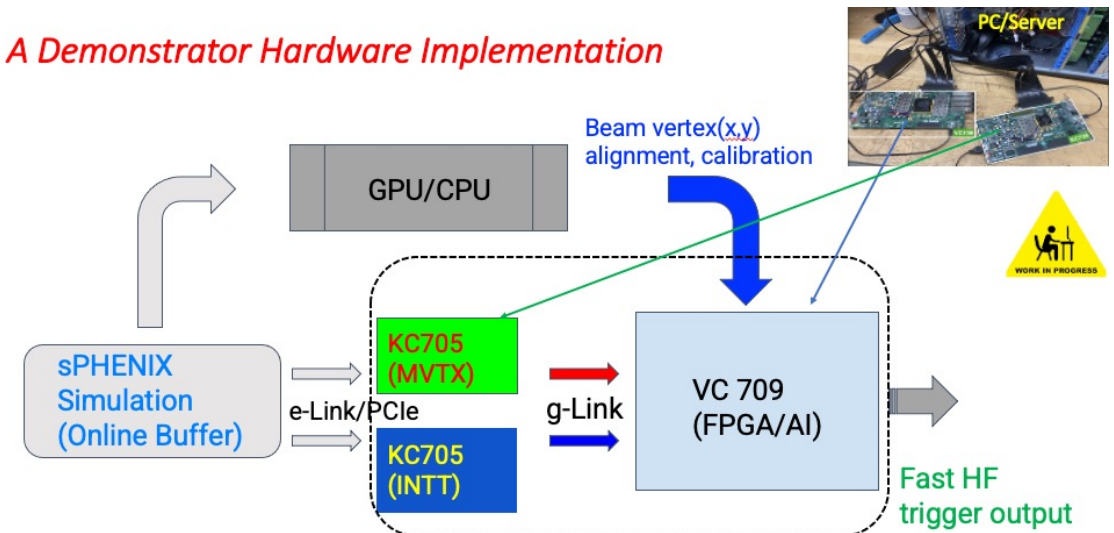 A Demonstrator Hardware Implementation
PC/Server
Beam vertex(x,y)
alignment, calibration
GPU/CPU
WORK IN PROGRESS
sPHENIX
Simulation
(Online Buffer)
e-Link/PCIe
KC705
(MVTX)
KC705
(INTT)
g-Link
VC 709
(FPGA/AI)
Fast HF
trigger output